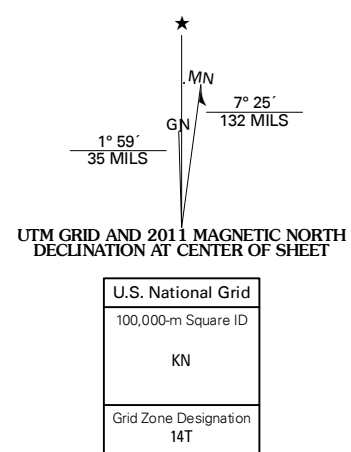 ★
MN
GN
7° 25´
132 MILS
1° 59´
35 MILS
UTM GRID AND 2011 MAGNETIC NORTH
DECLINATION AT CENTER OF SHEET
U.S. National Grid
100,000-m Square ID
KN
Grid Zone Designation
14T